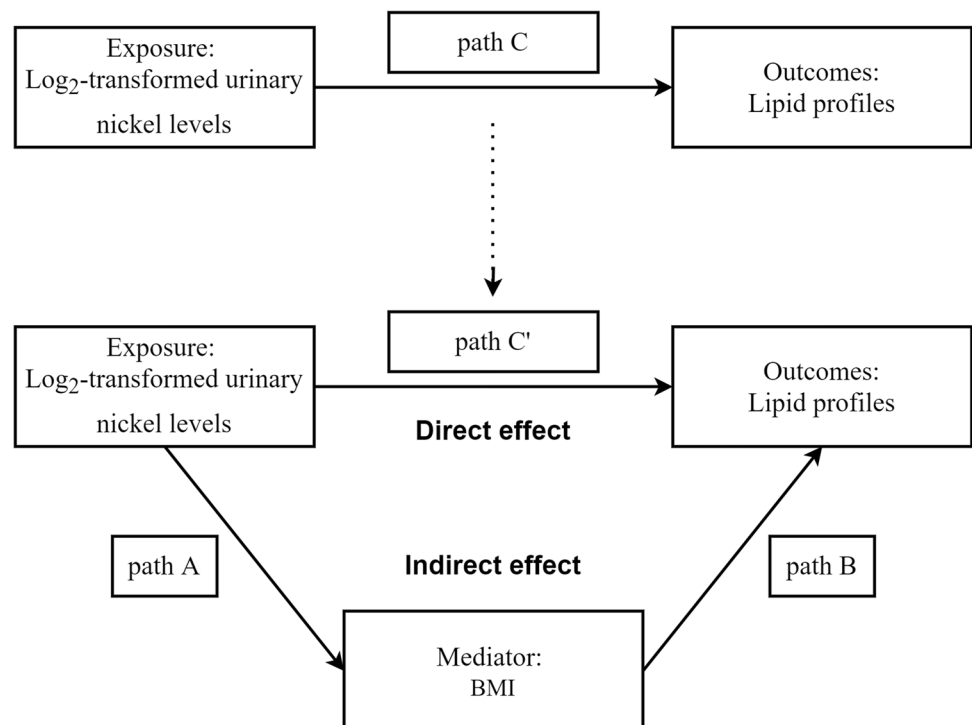 path C
Exposure:
Log₂-transformed urinary
nickel levels
Outcomes:
Lipid profiles
path C'
Exposure:
Log₂-transformed urinary
nickel levels
Outcomes:
Lipid profiles
Direct effect
path A
Indirect effect
path B
Mediator:
BMI